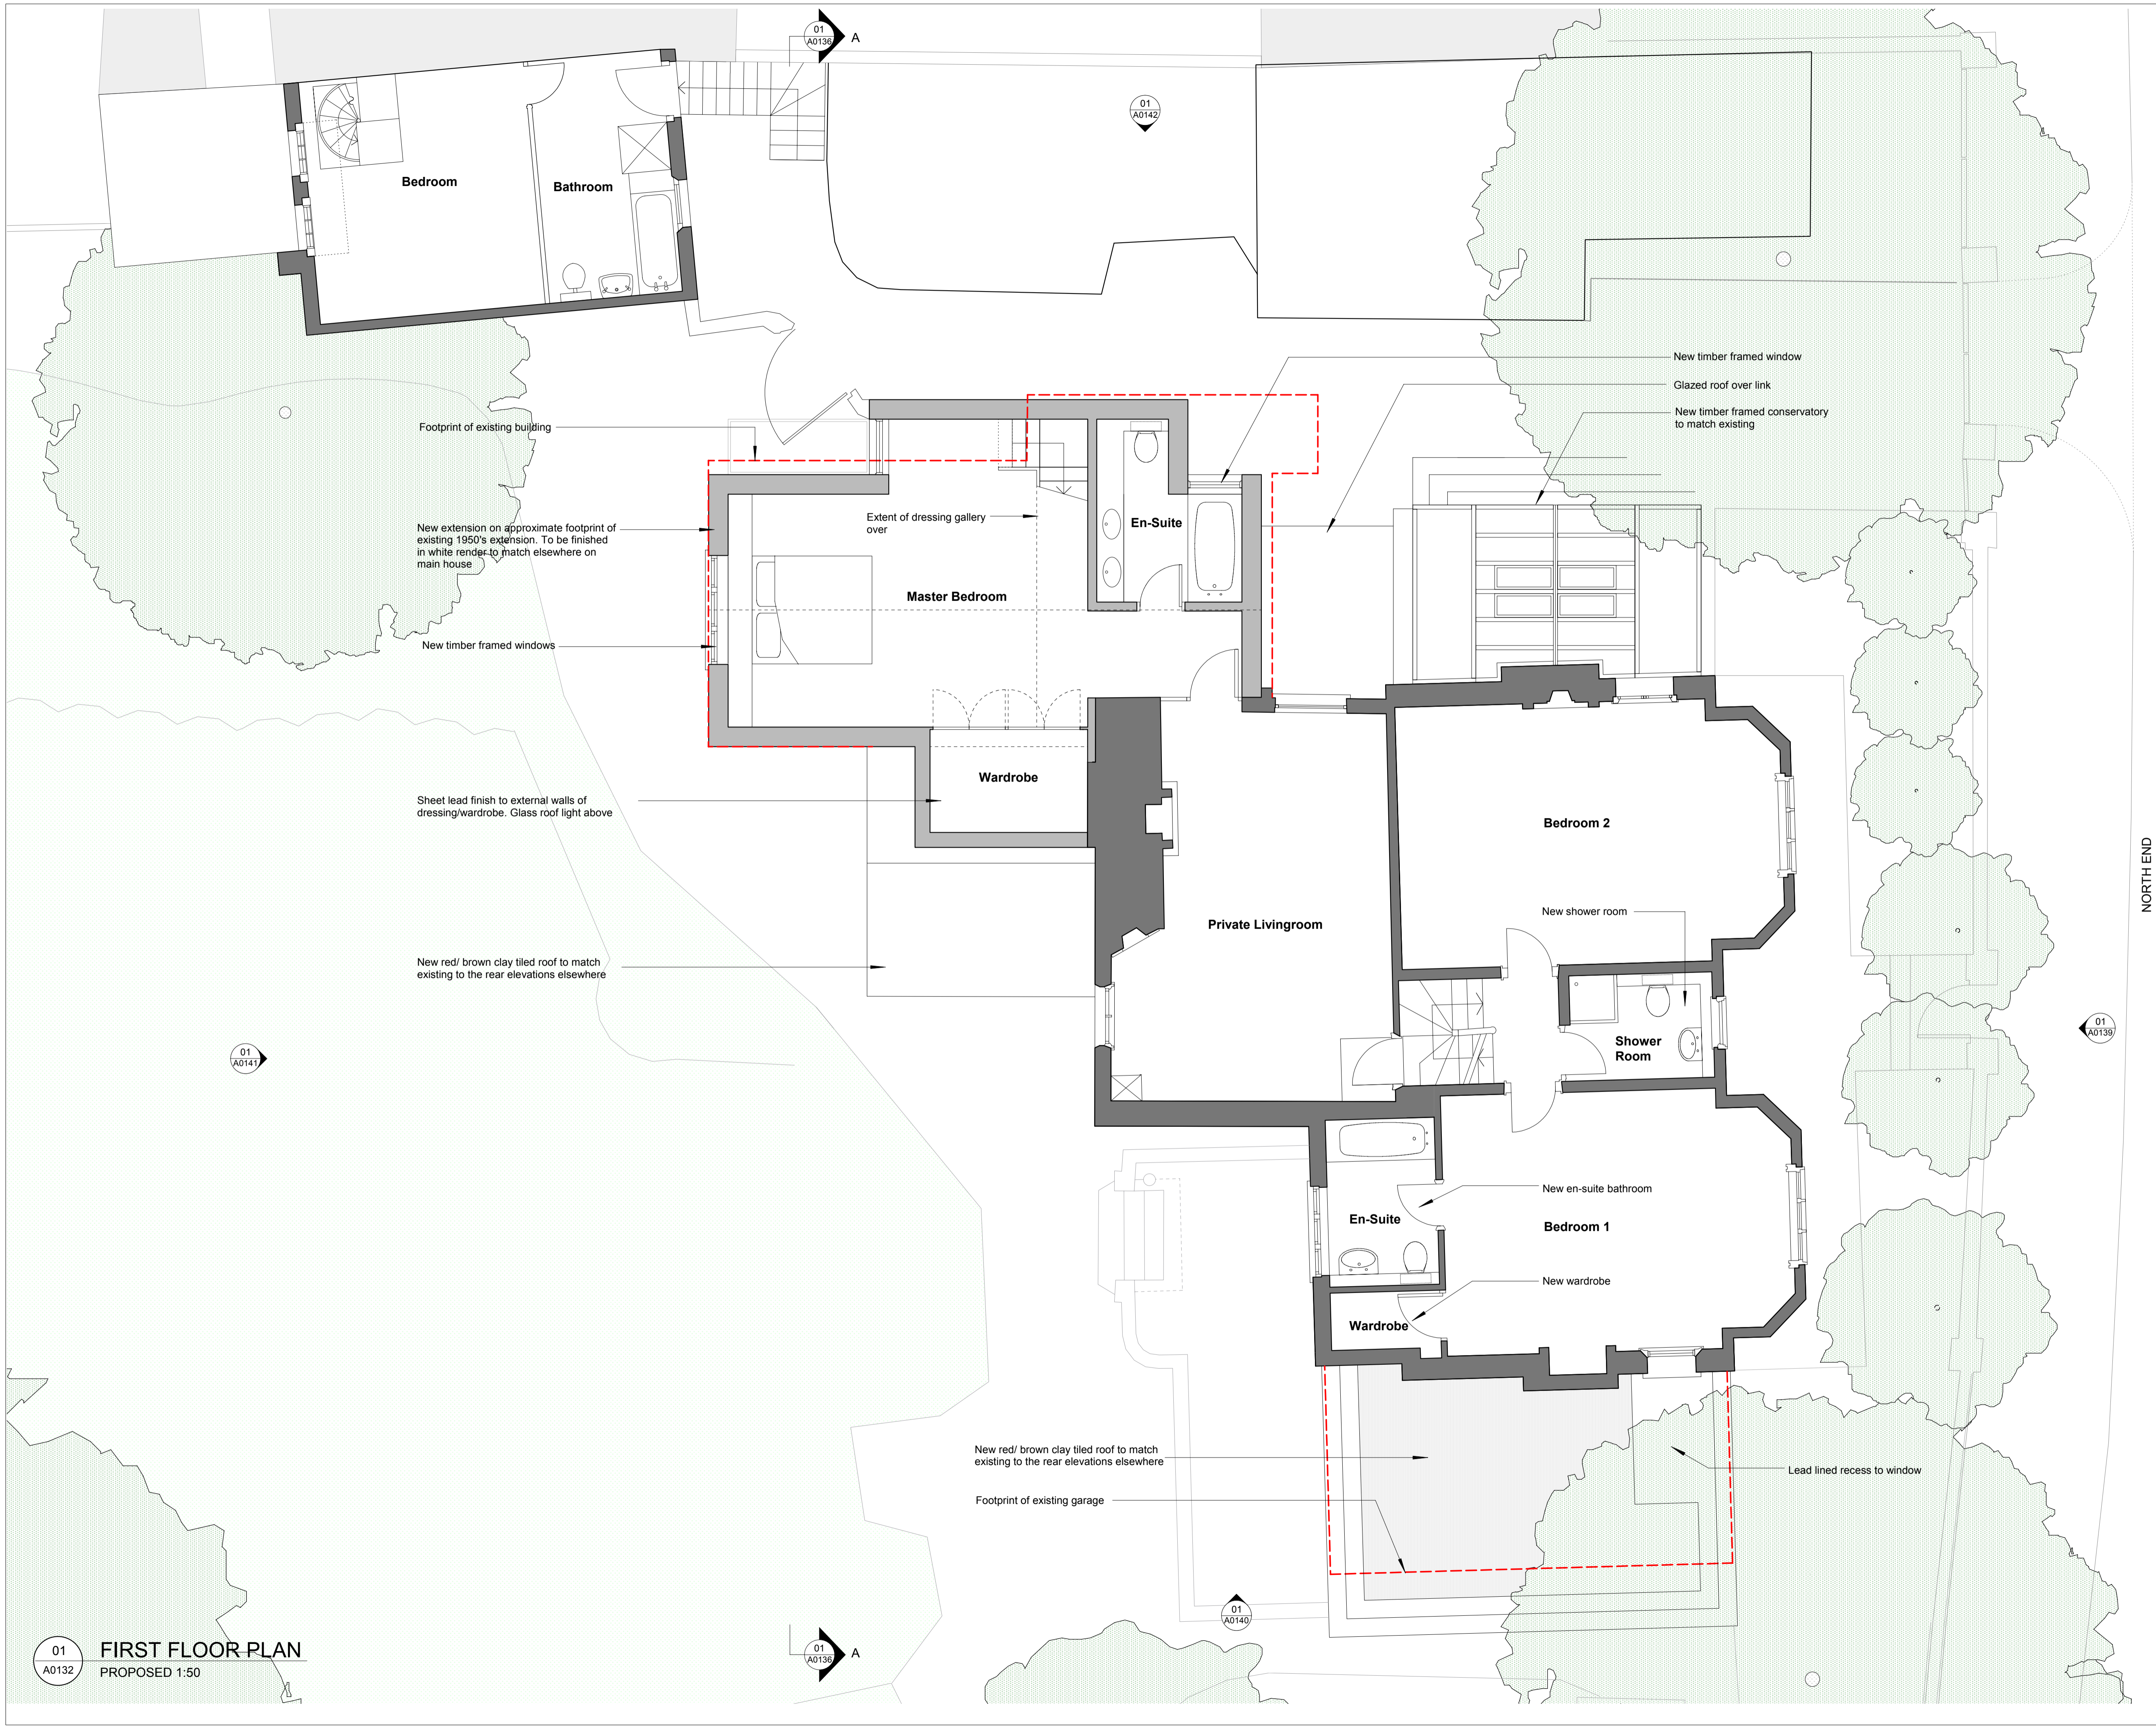 01
A0136
A
01
A0142
Bedroom
Bathroom
New timber framed window
Glazed roof over link
New timber framed conservatory
to match existing
Footprint of existing building
New extension on approximate footprint of
existing 1950's extension. To be finished
in white render to match elsewhere on
main house
Extent of dressing gallery
over
En-Suite
Master Bedroom
New timber framed windows
Wardrobe
Sheet lead finish to external walls of
dressing/wardrobe. Glass roof light above
Bedroom 2
NORTH END
New shower room
Private Livingroom
New red/ brown clay tiled roof to match
existing to the rear elevations elsewhere
Shower
Room
01
A0139
01
A0141
New en-suite bathroom
En-Suite
Bedroom 1
New wardrobe
Wardrobe
New red/ brown clay tiled roof to match
existing to the rear elevations elsewhere
Lead lined recess to window
Footprint of existing garage
01
A0140
01
A0132
FIRST FLOOR PLAN
PROPOSED 1:50
01
A0136
A